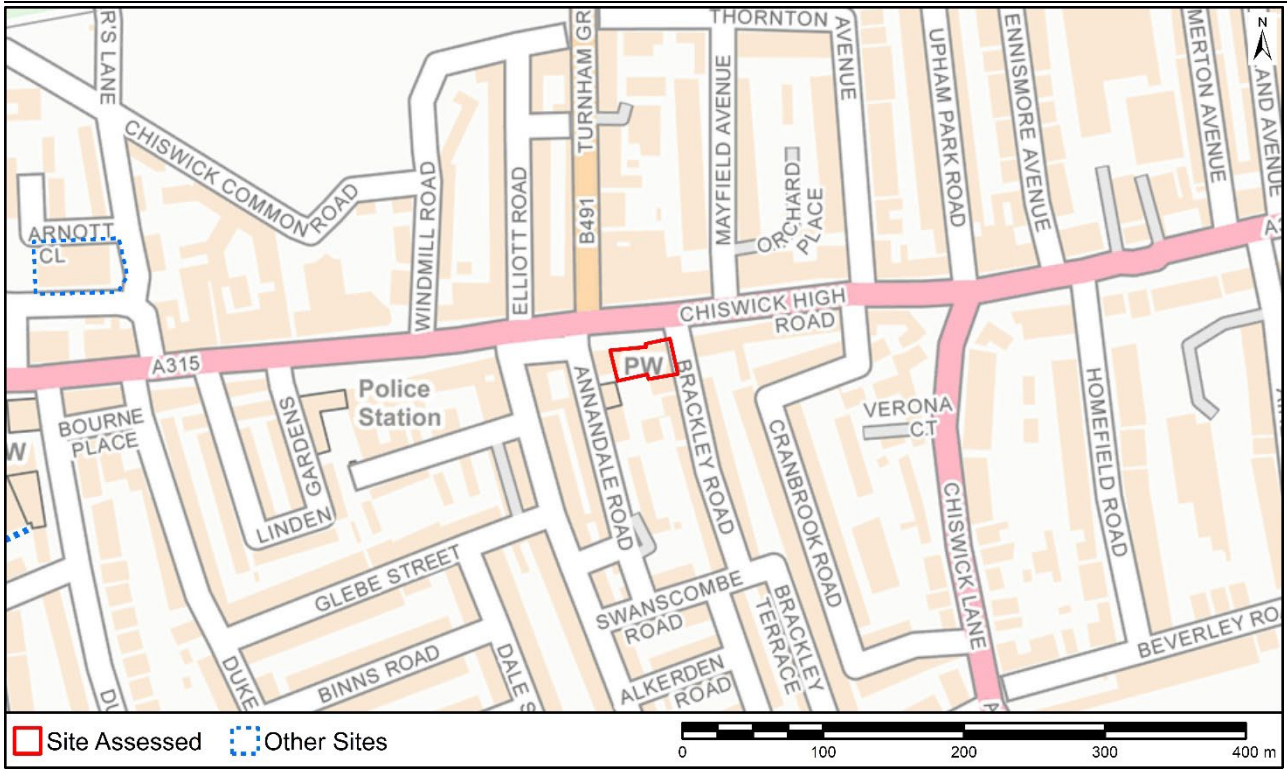 R'S LANE
CHISWICK COMMON
ROAD
ARNOTT
CL
WINDMILL ROAD
ELLIOTT ROAD
TURNHAM GR
B491
THORNTON
AVENUE
MAYFIELD AVENUE
ORCHARD
PLACE
UPHAM PARK ROAD
ENNISMORE AVENUE
MERTON AVENUE
AND AVENUE
N
A3
CHISWICK HIGH
ROAD
A315
PW
Police
Station
BOURNE
PLACE
W
GARDENS
LINDEN
ANNANDALE ROAD
BRACKLEY ROAD
CRANBROOK ROAD
VERONA
CT
CHISWICK LANE
HOMEFIELD ROAD
GLEBE STREET
SWANSCOMBE
ROAD
BRACKLEY
TERRACE
BINNS ROAD
DALE S
ALKERDEN
ROAD
BEVERLEY RO
DUKE
DU
A
Site Assessed
Other Sites
0 100 200 300 400 m